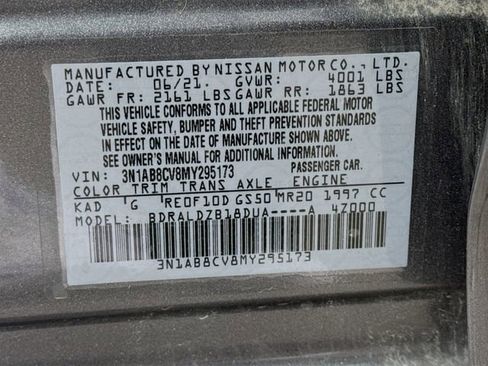 MANUFACTURED BY NISSAN MOTOR CO., LTD.
DATE: 06/21. GVWR: 4001 LBS
GAWR FR: 2161 LBS GAWR RR: 1863 LBS
THIS VEHICLE CONFORMS TO ALL APPLICABLE FEDERAL MOTOR
VEHICLE SAFETY, BUMPER AND THEFT PREVENTION STANDARDS
IN EFFECT ON THE DATE OF MANUFACTURE SHOWN ABOVE.
SEE OWNER'S MANUAL FOR ADDITIONAL INFORMATION.
VIN: 3N1AB8CV8MY295173 PASSENGER CAR.
COLOR TRIM TRANS AXLE ENGINE
KAD G RE0F10D GS50 MR20 1997 CC
MODEL: BDRALDZB18DUA----A 4Z000
3N1AB8CV8MY295173